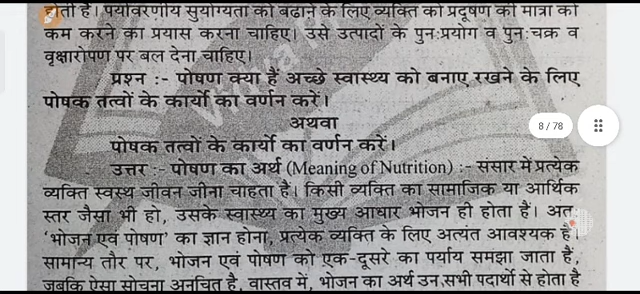 होती है। पर्यावरणीय सुयोग्यता को बढ़ाने के लिए व्यक्ति को प्रदूषण की मात्रा को
कम करने का प्रयास करना चाहिए। उसे उत्पादों के पुनःप्रयोग व पुनःचक्र व
वृक्षारोपण पर बल देना चाहिए।
प्रश्न :- पोषण क्या हैं अच्छे स्वास्थ्य को बनाए रखने के लिए
पोषक तत्वों के कार्यो का वर्णन करें।
अथवा
8 / 78
पोषक तत्वों के कार्यो का वर्णन करें।
उत्तर :- पोषण का अर्थ (Meaning of Nutrition) :- संसार में प्रत्येक
व्यक्ति स्वस्थ जीवन जीना चाहता है। किसी व्यक्ति का सामाजिक या आर्थिक
स्तर जैसा भी हो, उसके स्वास्थ्य का मुख्य आधार भोजन ही होता हैं। अतः
'भोजन एवं पोषण' का ज्ञान होना, प्रत्येक व्यक्ति के लिए अत्यंत आवश्यक हैं।
सामान्य तौर पर, भोजन एवं पोषण को एक-दूसरे का पर्याय समझा जाता हैं,
जबकि ऐसा सोचना अनुचित है, वास्तव में, भोजन का अर्थ उन सभी पदार्थो से होता है